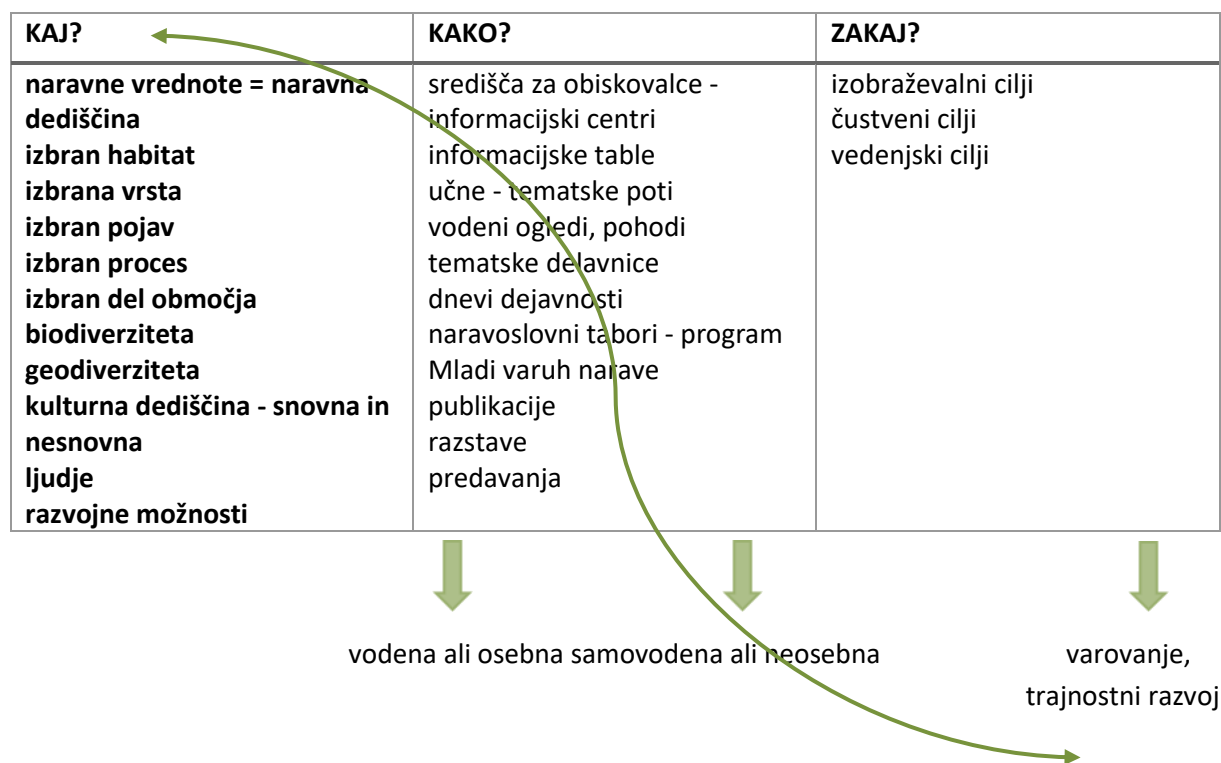 KAJ?
naravne vrednote = naravna
dediščina
izbran habitat
izbrana vrsta
izbran pojav
izbran proces
izbran del območja
biodiverziteta
geodiverziteta
kulturna dediščina - snovna in
nesnovna
ljudje
razvojne možnosti
KAKO?
središča za obiskovalce -
informacijski centri
informacijske table
učne - tematske poti
vodeni ogledi, pohodi
tematske delavnice
dnevi dejavnosti
naravoslovni tabori - program
Mladi varuh narave
publikacije
razstave
predavanja
ZAKAJ?
izobraževalni cilji
čustveni cilji
vedenjski cilji
vodena ali osebna samovodena ali neosebna
varovanje,
trajnostni razvoj